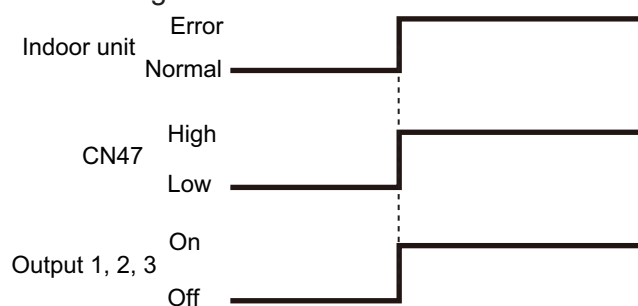 Error
Indoor unit
Normal
High
CN47
Low
On
Output 1, 2, 3
Off